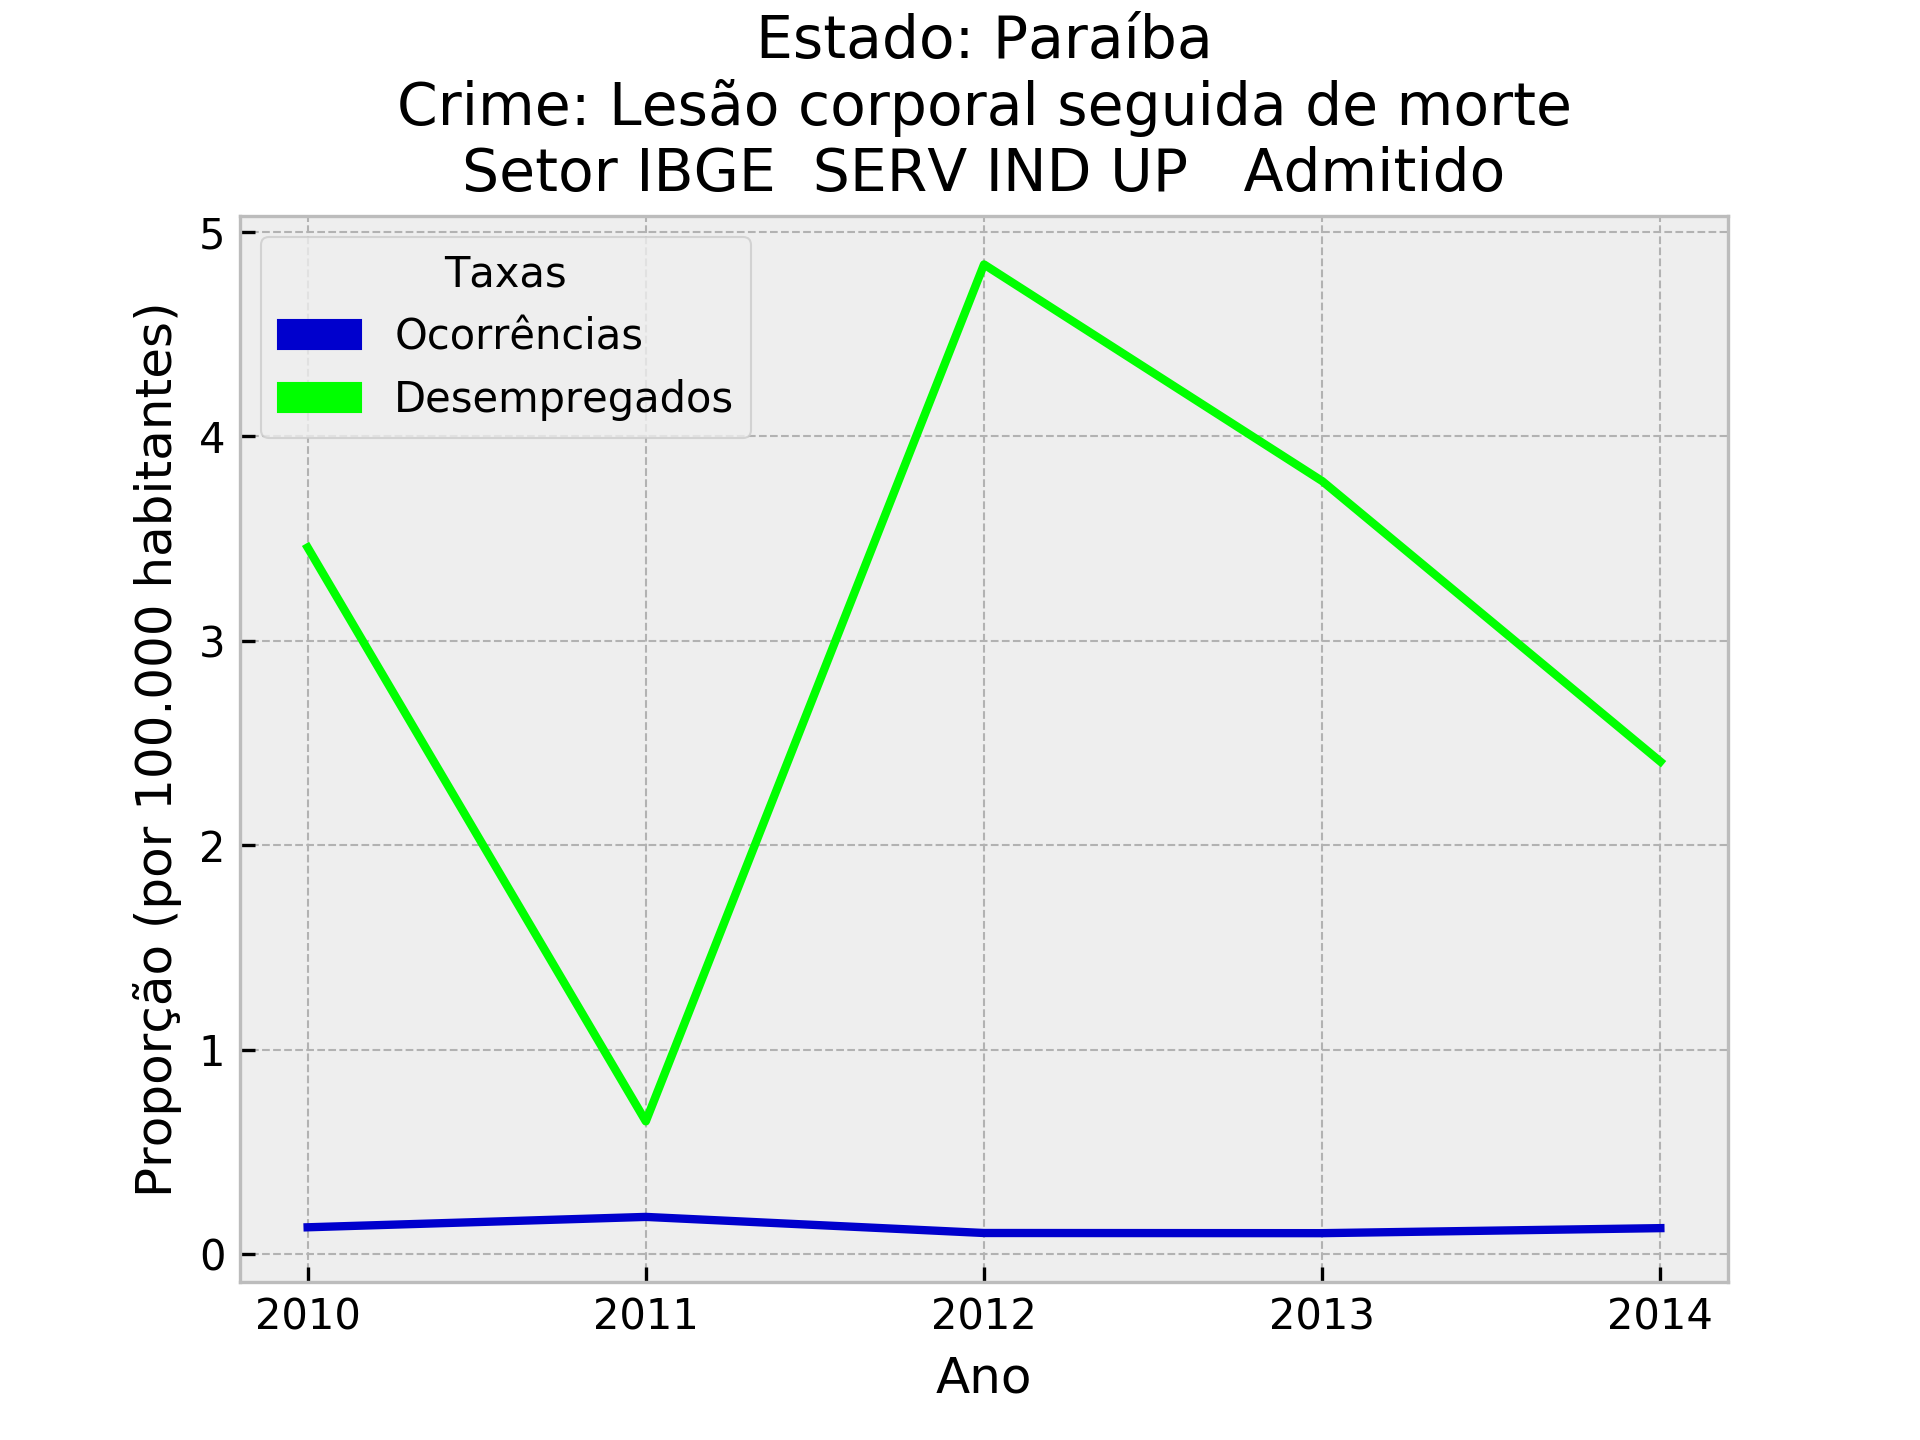 Estado: Paraíba
Crime: Lesão corporal seguida de morte
Setor IBGE  SERV IND UP   Admitido
Proporção (por 100.000 habitantes)
5
4
3
2
1
0
Taxas
Ocorrências
Desempregados
2010 2011 2012 2013 2014
Ano